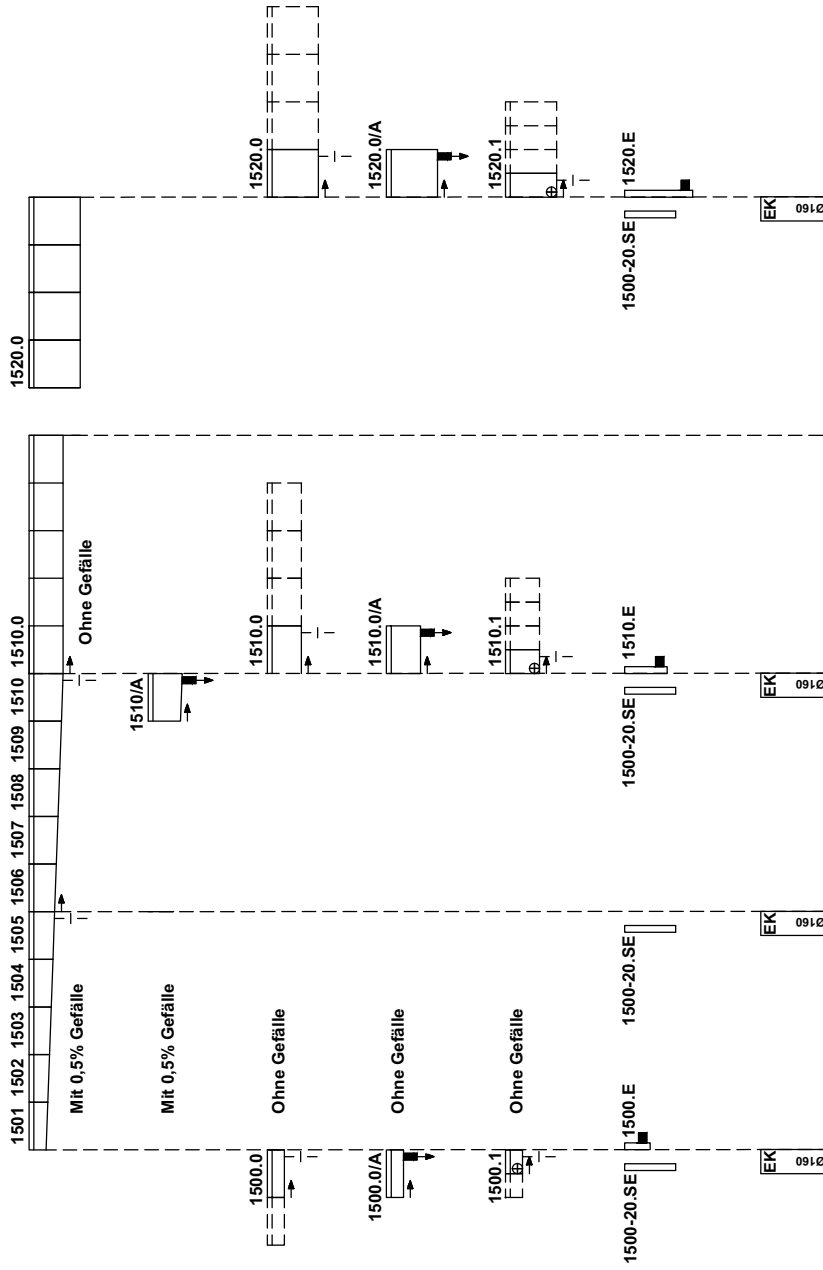 1501 1502 1503 1504 1505 1506 1507 1508 1509 1510 1510.0 1520.0
Mit 0,5% Gefälle
Ohne Gefälle
1510/A
Mit 0,5% Gefälle
1500.0 1510.0 1520.0
Ohne Gefälle
1500.0/A 1510.0/A 1520.0/A
Ohne Gefälle
1500.1 1510.1 1520.1
Ohne Gefälle
1500-20.SE 1500.E 1500-20.SE 1500-20.SE 1510.E 1500-20.SE 1520.E
EK EK EK EK
Ø160 Ø160 Ø160 Ø160